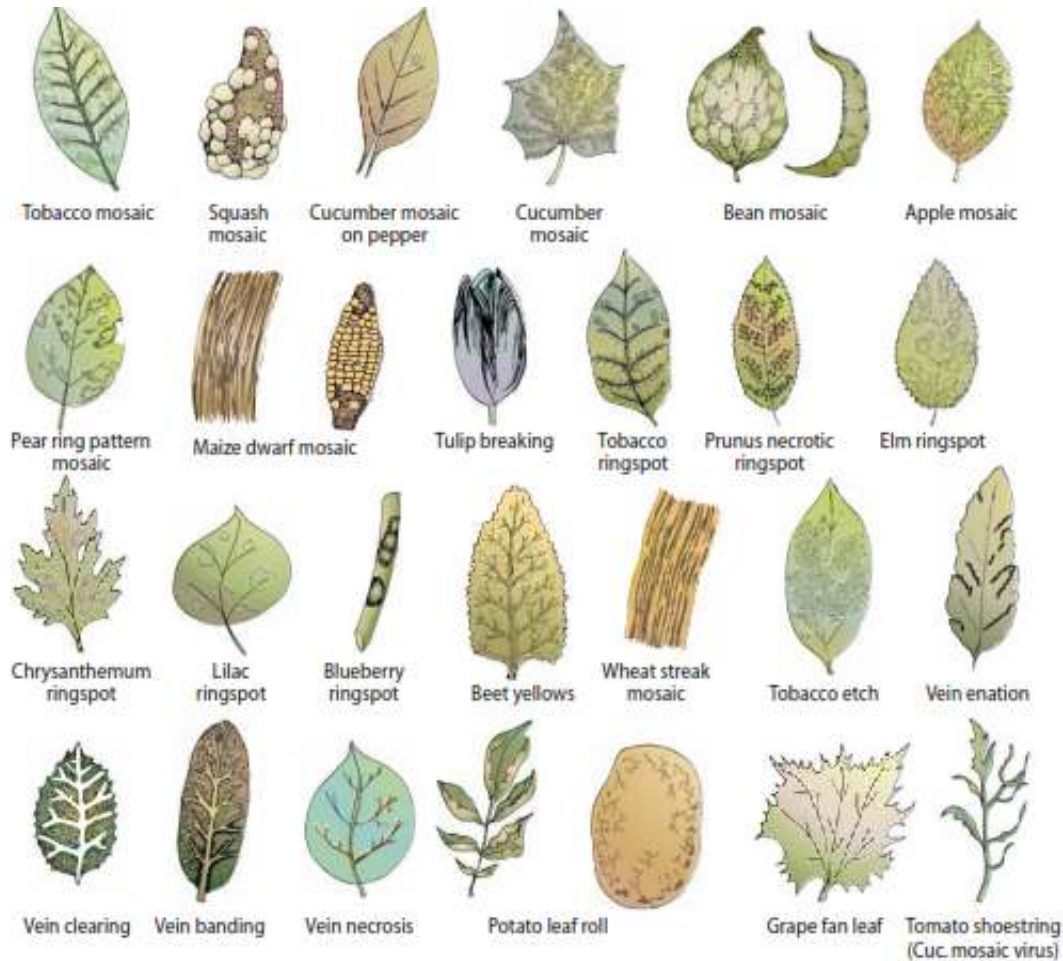 Tobacco mosaic
Squash
mosaic
Cucumber mosaic
on pepper
Cucumber
mosaic
Bean mosaic
Apple mosaic
Pear ring pattern
mosaic
Maize dwarf mosaic
Tulip breaking
Tobacco
ringspot
Prunus necrotic
ringspot
Elm ringspot
Chrysanthemum
ringspot
Lilac
ringspot
Blueberry
ringspot
Beet yellows
Wheat streak
mosaic
Tobacco etch
Vein enation
Vein clearing
Vein banding
Vein necrosis
Potato leaf roll
Grape fan leaf
Tomato shoestring
(Cuc. mosaic virus)